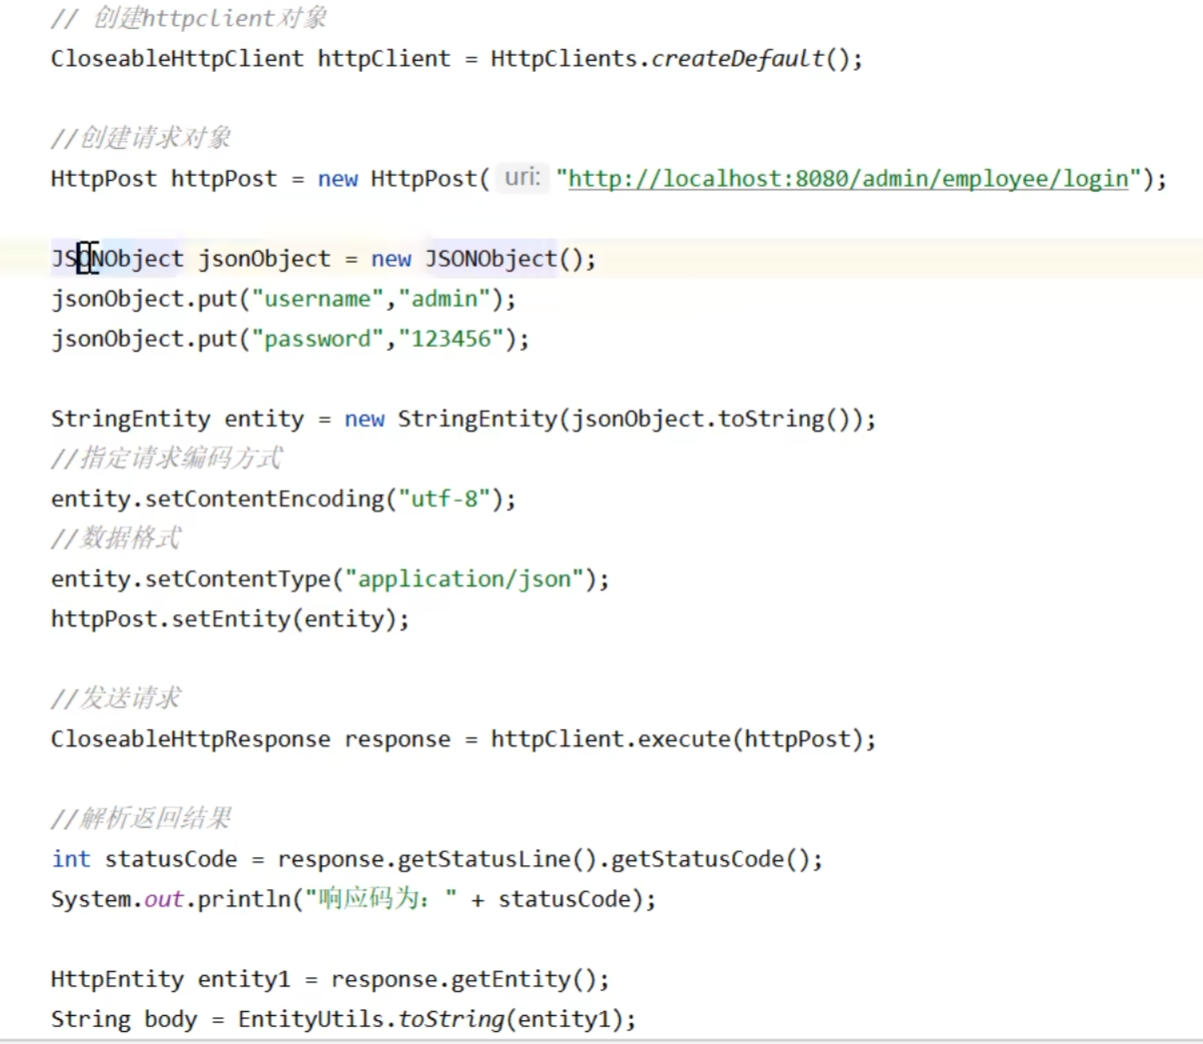 // 创建httpclient对象
CloseableHttpClient httpClient = HttpClients.createDefault();
//创建请求对象
HttpPost httpPost = new HttpPost( uri: "http://localhost:8080/admin/employee/login");
JSONObject jsonObject = new JSONObject();
jsonObject.put("username","admin");
jsonObject.put("password","123456");
StringEntity entity = new StringEntity(jsonObject.toString());
//指定请求编码方式
entity.setContentEncoding("utf-8");
//数据格式
entity.setContentType("application/json");
httpPost.setEntity(entity);
//发送请求
CloseableHttpResponse response = httpClient.execute(httpPost);
//解析返回结果
int statusCode = response.getStatusLine().getStatusCode();
System.out.println("响应码为：" + statusCode);
HttpEntity entity1 = response.getEntity();
String body = EntityUtils.toString(entity1);